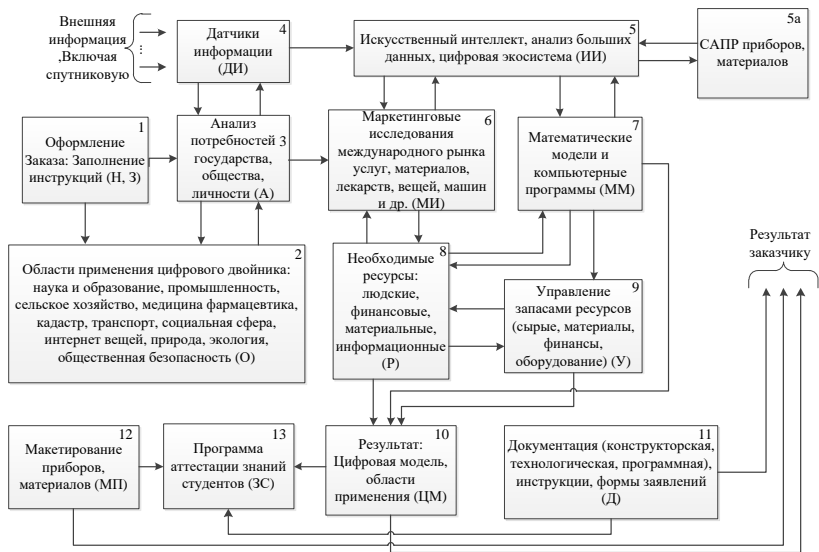 Внешняя
информация
,Включая
спутниковую
4
Датчики
информации
(ДИ)
5
Искусственный интеллект, анализ больших
данных, цифровая экосистема (ИИ)
5а
САПР приборов,
материалов
1
Оформление
Заказа: Заполнение
инструкций (Н, З)
Анализ
потребностей 3
государства,
общества,
личности (А)
Маркетинговые
исследования 6
международного рынка
услуг, материалов,
лекарств, вещей, машин
и др. (МИ)
7
Математические
модели и
компьютерные
программы (ММ)
Результат
заказчику
2
Области применения цифрового двойника:
наука и образование, промышленность,
сельское хозяйство, медицина фармацевтика,
кадастр, транспорт, социальная сфера,
интернет вещей, природа, экология,
общественная безопасность (О)
8
Необходимые
ресурсы:
людские,
финансовые,
материальные,
информационные
(Р)
9
Управление
запасами ресурсов
(сырые, материалы,
финансы,
оборудование) (У)
12
Макетирование
приборов,
материалов (МП)
13
Программа
аттестации знаний
студентов (ЗС)
10
Результат:
Цифровая модель,
области
применения (ЦМ)
11
Документация (конструкторская,
технологическая, программная),
инструкции, формы заявлений
(Д)